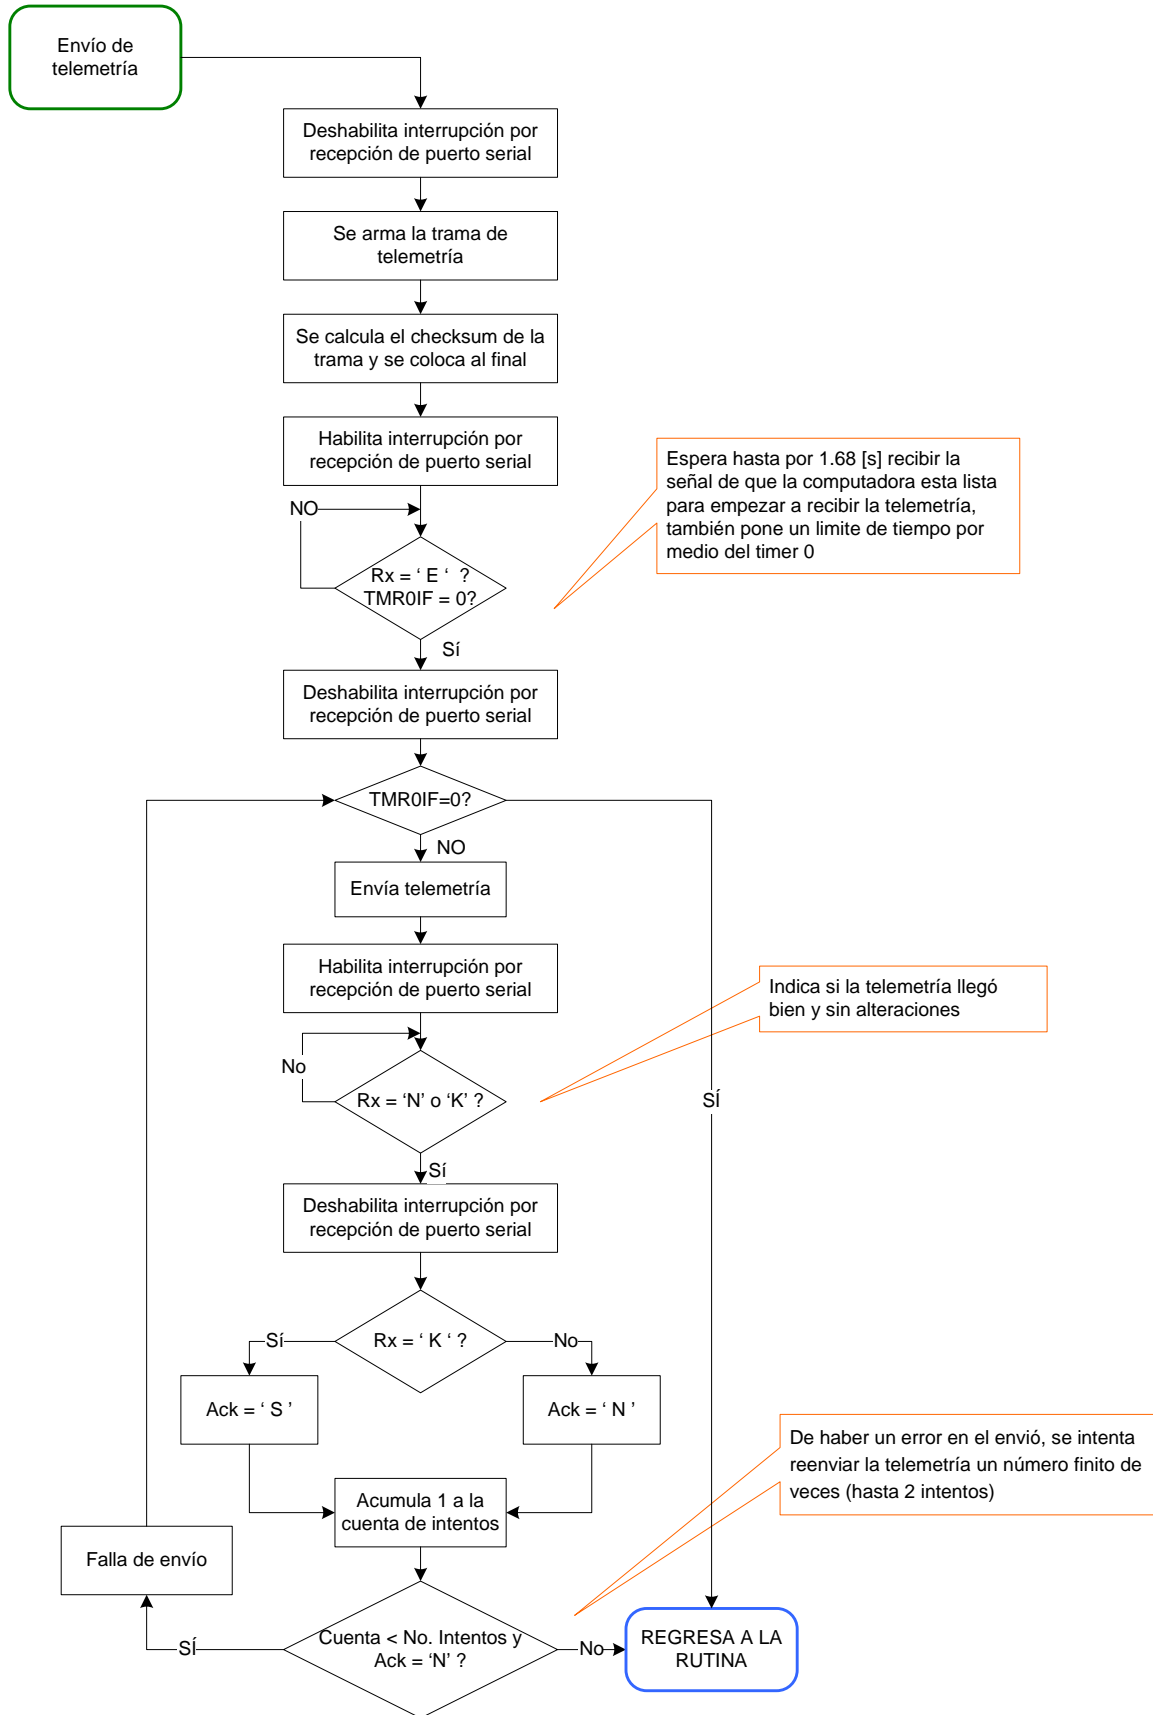 Envío de
telemetría
Deshabilita interrupción por
recepción de puerto serial
Se arma la trama de
telemetría
Se calcula el checksum de la
trama y se coloca al final
Habilita interrupción por
recepción de puerto serial
Espera hasta por 1.68 [s] recibir la
señal de que la computadora esta lista
para empezar a recibir la telemetría,
también pone un limite de tiempo por
medio del timer 0
NO
Rx = ‘ E ‘ ?
TMR0IF = 0?
Sí
Deshabilita interrupción por
recepción de puerto serial
TMR0IF=0?
NO
Envía telemetría
Habilita interrupción por
recepción de puerto serial
Indica si la telemetría llegó
bien y sin alteraciones
No
Rx = ‘N’ o ‘K’ ?
SÍ
Sí
Deshabilita interrupción por
recepción de puerto serial
Sí
Rx = ‘ K ‘ ?
No
Ack = ‘ S ’
Ack = ‘ N ’
De haber un error en el envió, se intenta
reenviar la telemetría un número finito de
veces (hasta 2 intentos)
Acumula 1 a la
cuenta de intentos
Falla de envío
SÍ
Cuenta < No. Intentos y
Ack = ‘N’ ?
No
REGRESA A LA
RUTINA